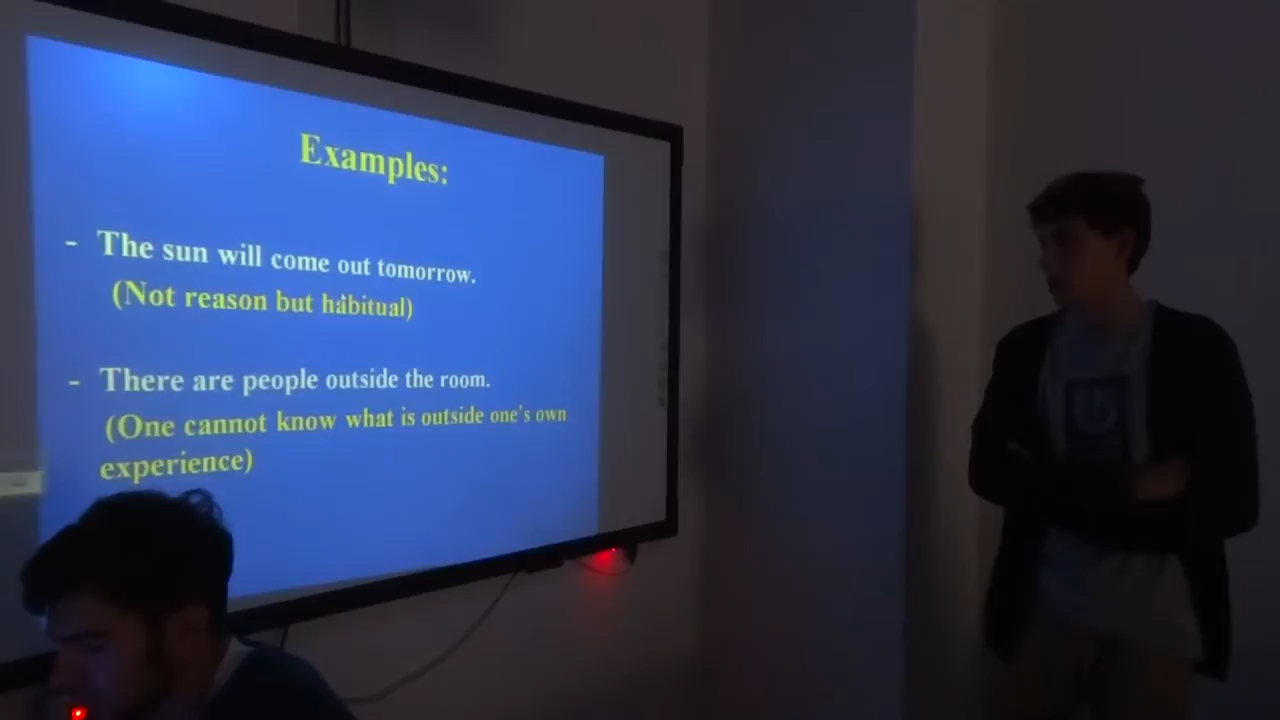 Examples:
- The sun will come out tomorrow.
(Not reason but habitual)
- There are people outside the room.
(One cannot know what is outside one's own
experience)